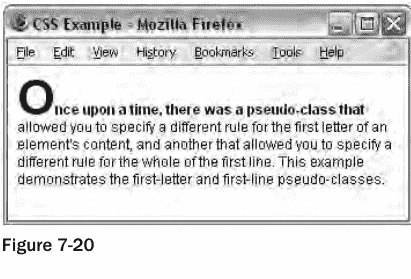 CSS Example - Mozilla Firefox
File Edit View History Bookmarks Tools Help
Once upon a time, there was a pseudo-class that
allowed you to specify a different rule for the first letter of an
element's content, and another that allowed you to specify a
different rule for the whole of the first line. This example
demonstrates the first-letter and first-line pseudo-classes.
Figure 7-20